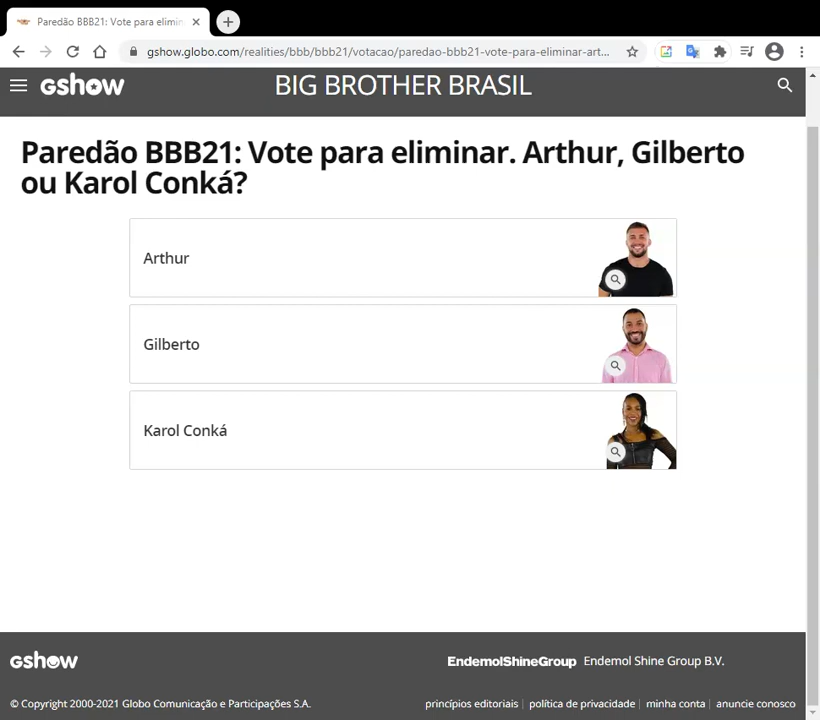 Paredão BBB21: Vote para elimin
gshow.globo.com/realities/bbb/bbb21/votacao/paredao-bbb21-vote-para-eliminar-art...
gshow
BIG BROTHER BRASIL
Paredão BBB21: Vote para eliminar. Arthur, Gilberto
ou Karol Conká?
Arthur
Gilberto
Karol Conká
gshow
EndemolShineGroup Endemol Shine Group B.V.
© Copyright 2000-2021 Globo Comunicação e Participações S.A.
princípios editoriais | política de privacidade | minha conta | anuncie conosco